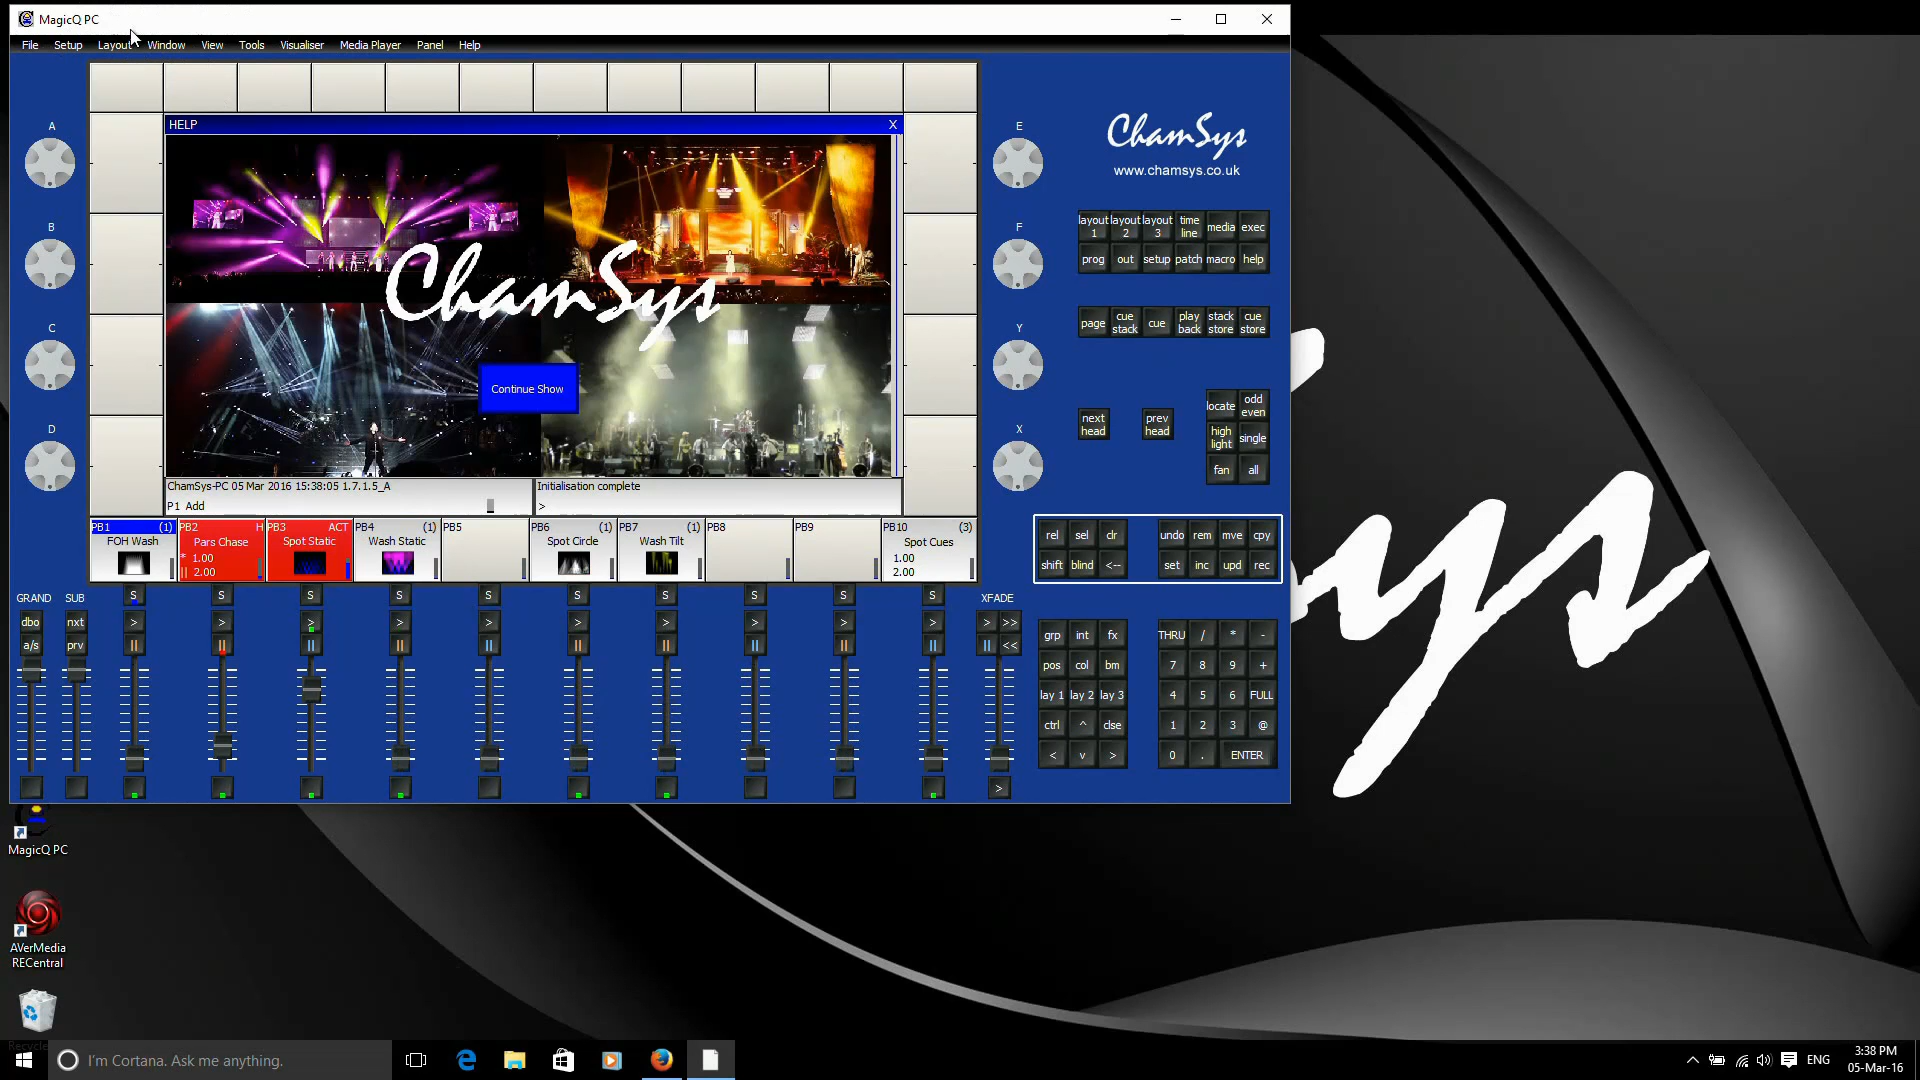 MagicQ PC
File Setup Layout Window View Tools Visualiser Media Player Panel Help
HELP X
ChamSys
Continue Show
ChamSys-PC 05 Mar 2016 15:38:05 1.7.1.5_A
Initialisation complete
P1 Add
>
PB1 (1)
FOH Wash
PB2 H
Pars Chase
* 1.00
|| 2.00
PB3 ACT
Spot Static
PB4 (1)
Wash Static
PB5
PB6 (1)
Spot Circle
PB7 (1)
Wash Tilt
PB8
PB9
PB10 (3)
Spot Cues
1.00
2.00
A
B
C
D
E
F
Y
X
ChamSys
www.chamsys.co.uk
layout 1 layout 2 layout 3 time line media exec
prog out setup patch macro help
page cue stack cue play back stack store cue store
next head prev head
locate odd even
high light single
fan all
rel sel clr undo rem mve cpy
shift blind <-- set inc upd rec
GRAND SUB XFADE
S S S S S S S S S S
dbo nxt > > > > > > > > > > > >>
a/s prv || || || || || || || || || || || <<
>
grp int fx THRU / * -
pos col bm 7 8 9 +
lay 1 lay 2 lay 3 4 5 6 FULL
ctrl ^ clse 1 2 3 @
< v > 0 . ENTER
sys
MagicQ PC
AVerMedia
RECentral
I'm Cortana. Ask me anything.
ENG
3:38 PM
05-Mar-16